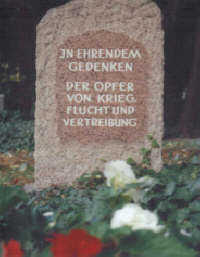 IN EHRENDEM
GEDENKEN
DER OPFER
VON KRIEG
FLUCHT UND
VERTREIBUNG